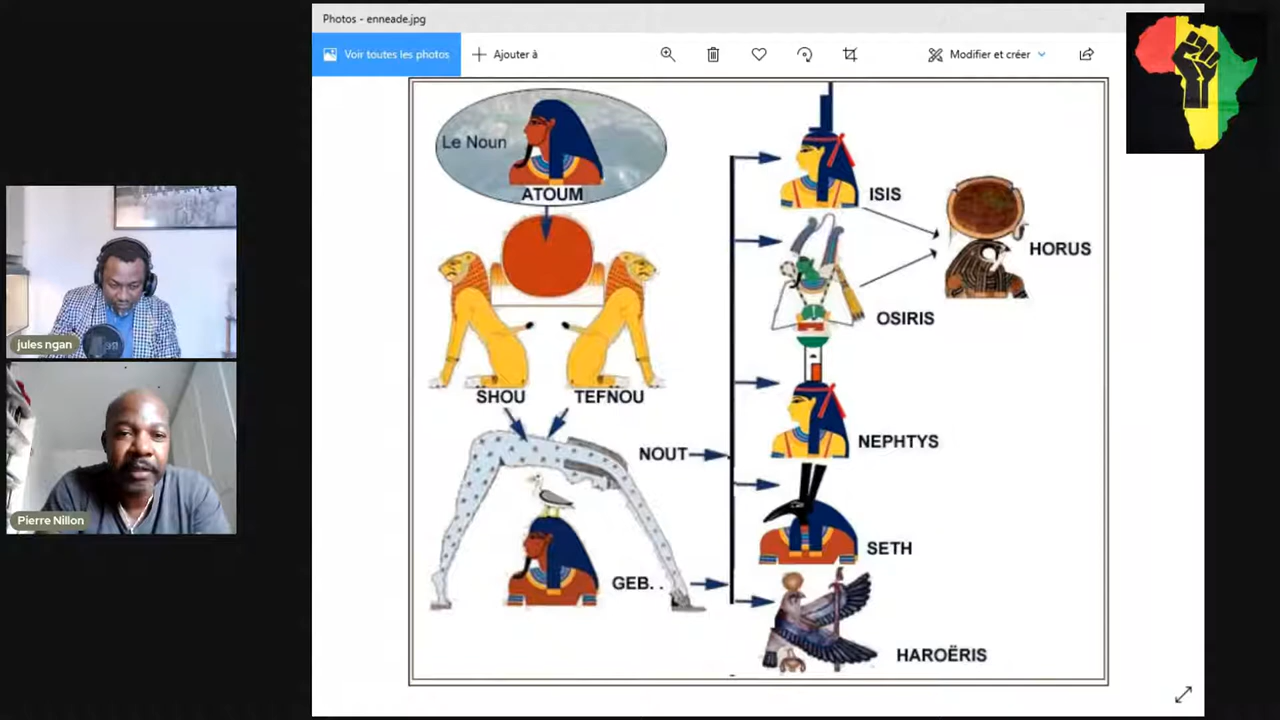 Photos - enneade.jpg
Voir toutes les photos
Ajouter à
Modifier et créer
Le Noun
ATOUM
ISIS
HORUS
OSIRIS
SHOU
TEFNOU
NOUT
NEPHTYS
SETH
GEB. .
HAROËRIS
jules ngan
Pierre Nillon